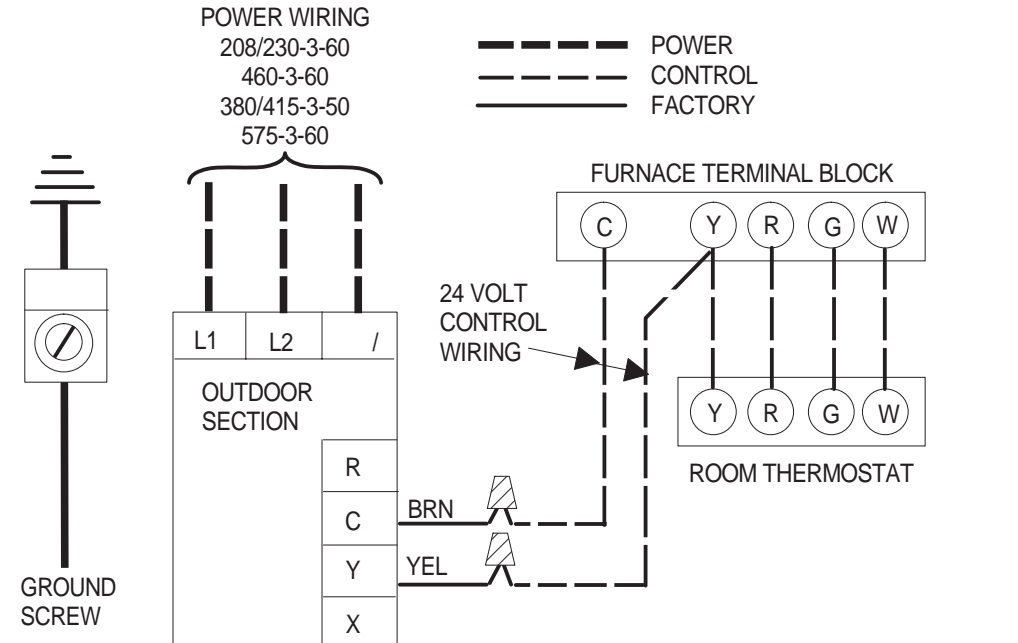 POWER WIRING
208/230-3-60
460-3-60
380/415-3-50
575-3-60
POWER
CONTROL
FACTORY
FURNACE TERMINAL BLOCK
C Y R G W
24 VOLT
CONTROL
WIRING
L1 L2 /
OUTDOOR
SECTION
Y R G W
ROOM THERMOSTAT
R
C BRN
Y YEL
X
GROUND
SCREW